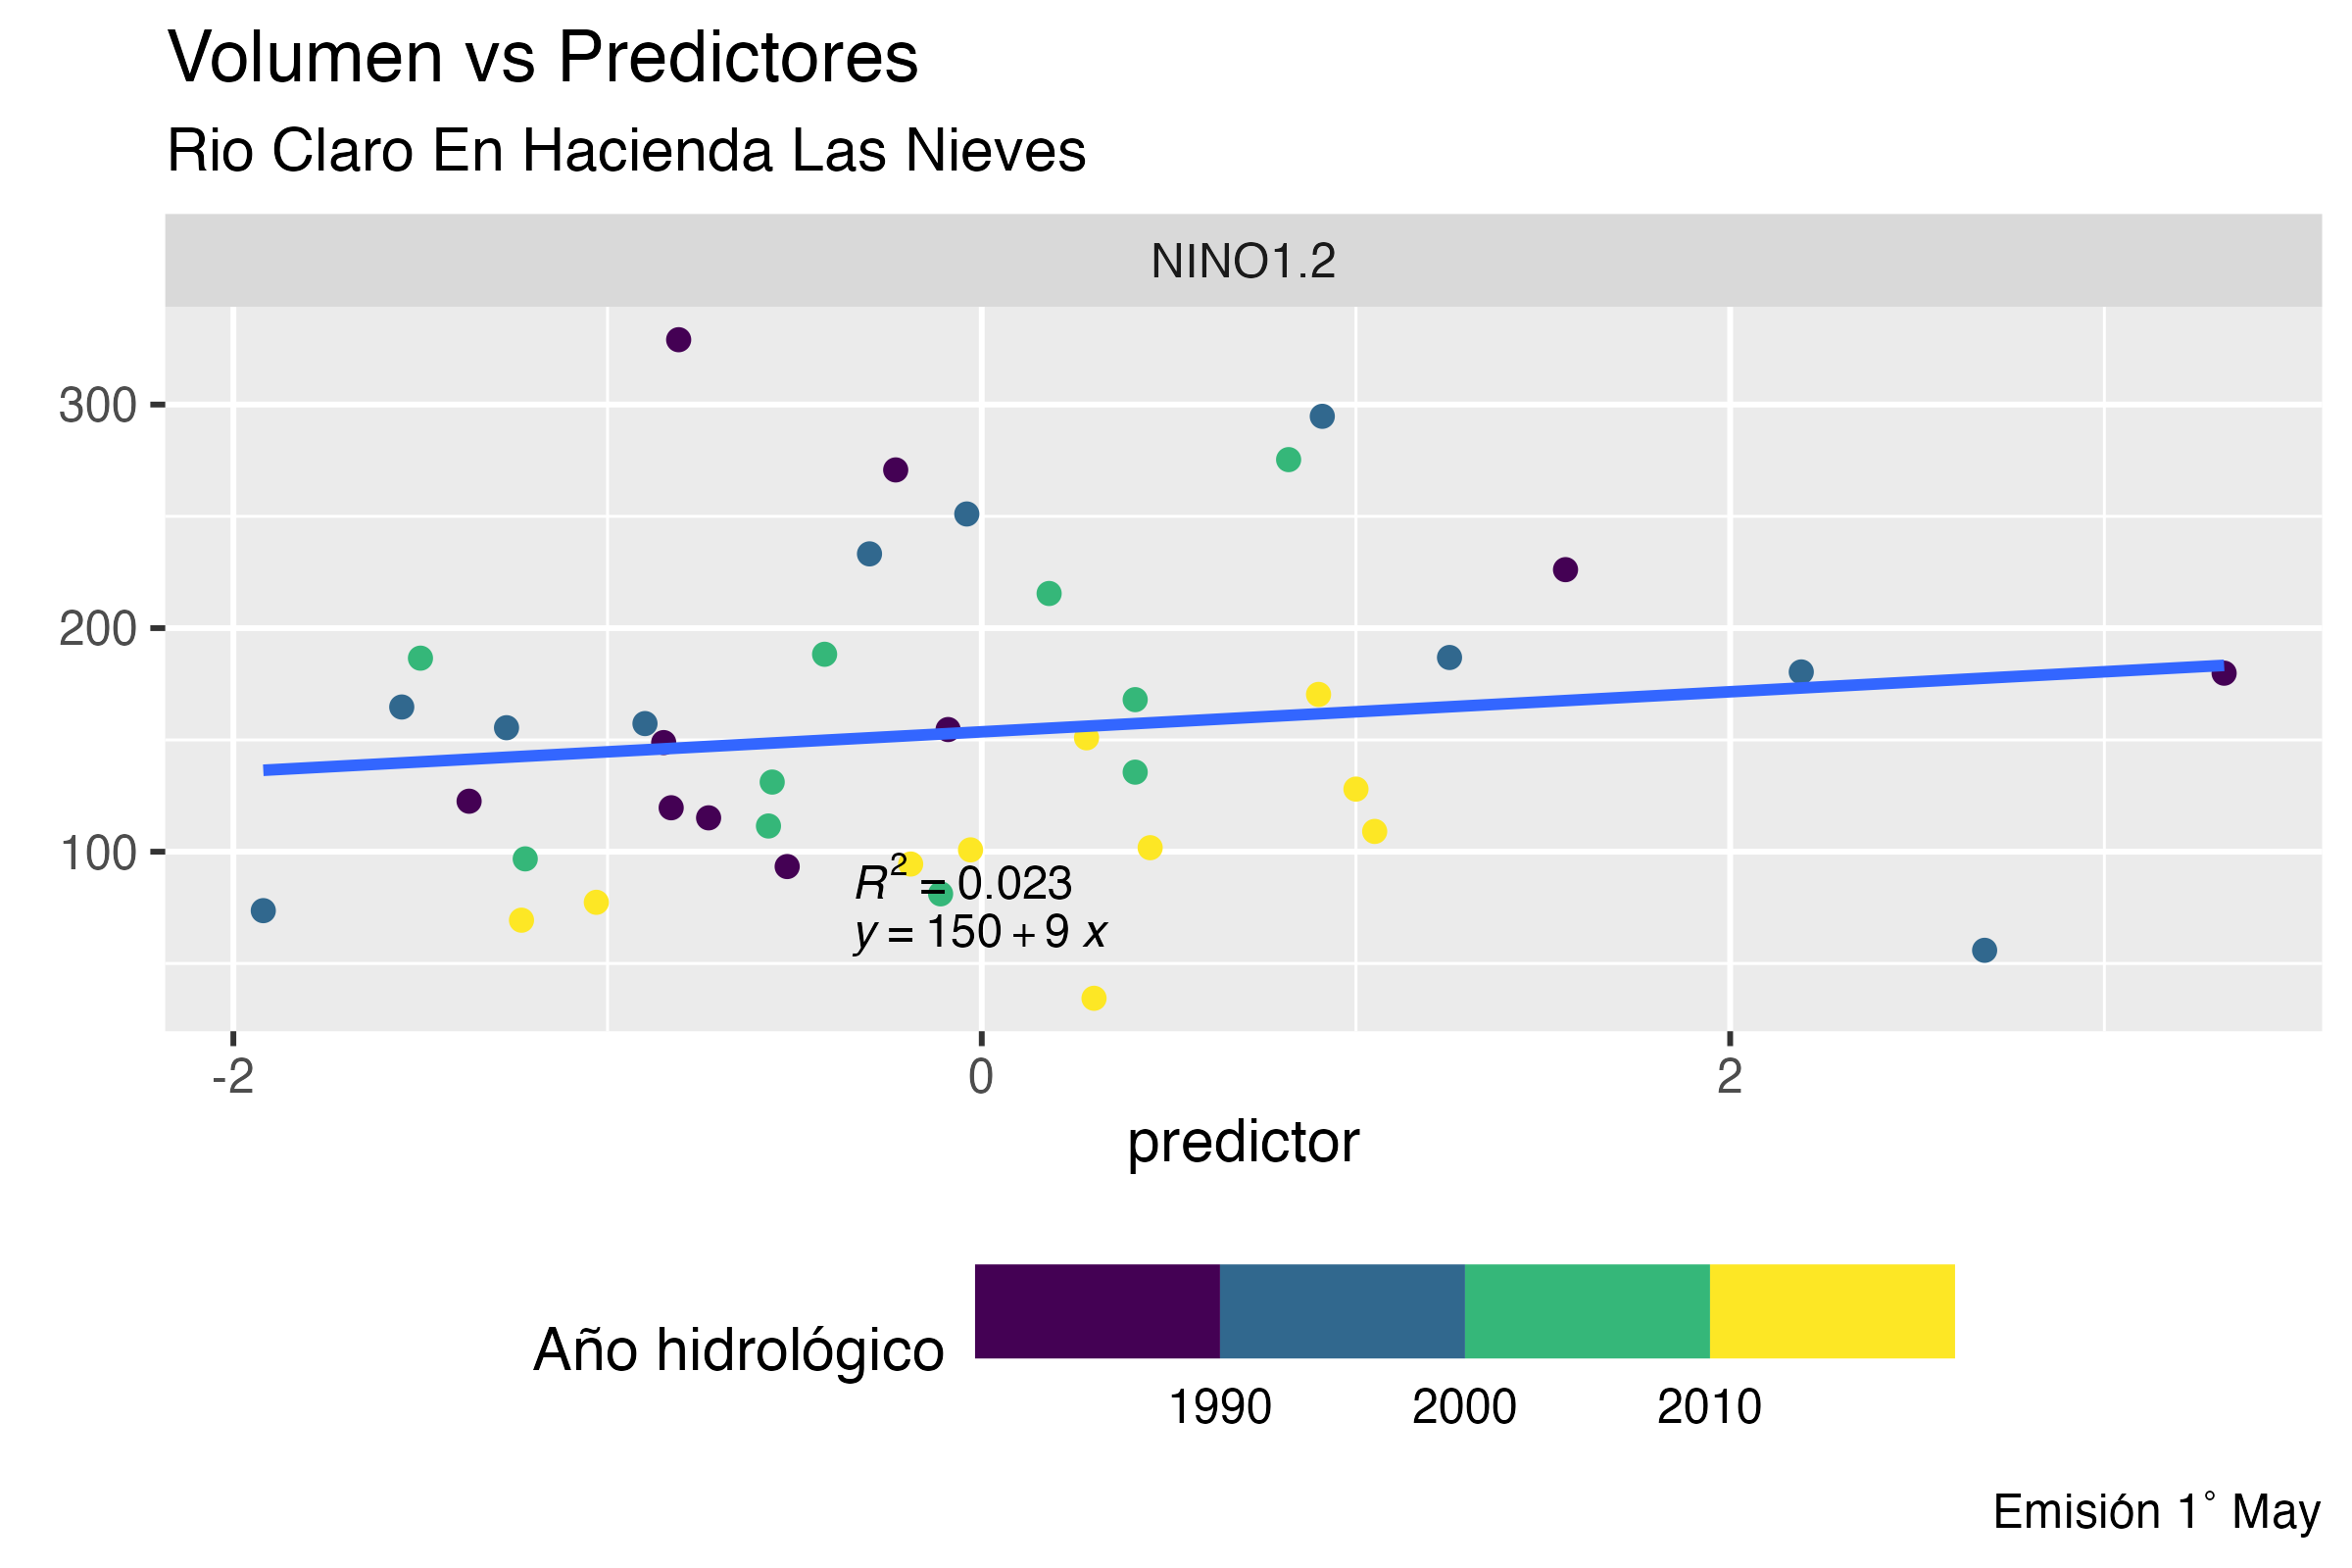 Volumen vs Predictores
Rio Claro En Hacienda Las Nieves
NINO1.2
300
200
100
R² = 0.023
y = 150 + 9 x
-2 0 2
predictor
Año hidrológico
1990 2000 2010
Emisión 1° May